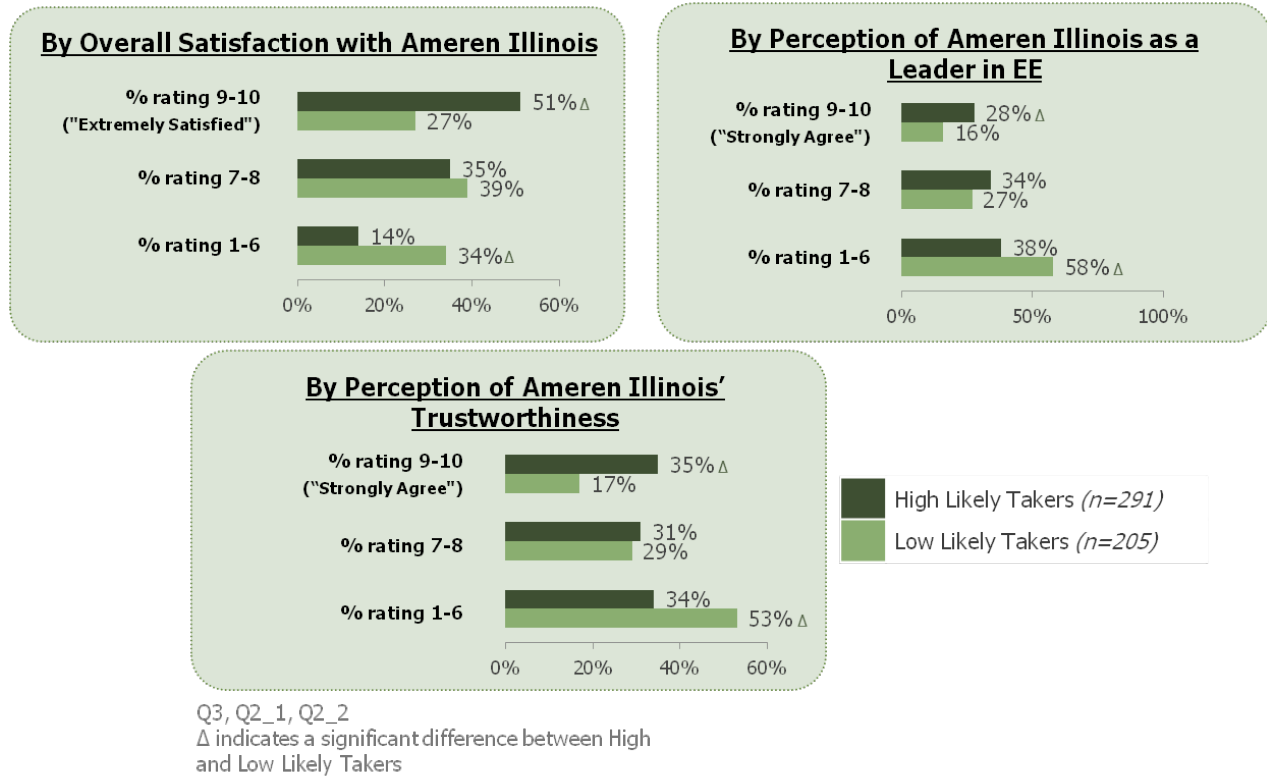 By Overall Satisfaction with Ameren Illinois
% rating 9-10
("Extremely Satisfied")
51% Δ
27%
% rating 7-8
35%
39%
% rating 1-6
14%
34% Δ
0% 20% 40% 60%
By Perception of Ameren Illinois as a
Leader in EE
% rating 9-10
(“Strongly Agree")
28% Δ
16%
% rating 7-8
34%
27%
% rating 1-6
38%
58% Δ
0% 50% 100%
By Perception of Ameren Illinois’
Trustworthiness
% rating 9-10
(“Strongly Agree")
35% Δ
17%
% rating 7-8
31%
29%
% rating 1-6
34%
53% Δ
0% 20% 40% 60%
High Likely Takers (n=291)
Low Likely Takers (n=205)
Q3, Q2_1, Q2_2
Δ indicates a significant difference between High
and Low Likely Takers